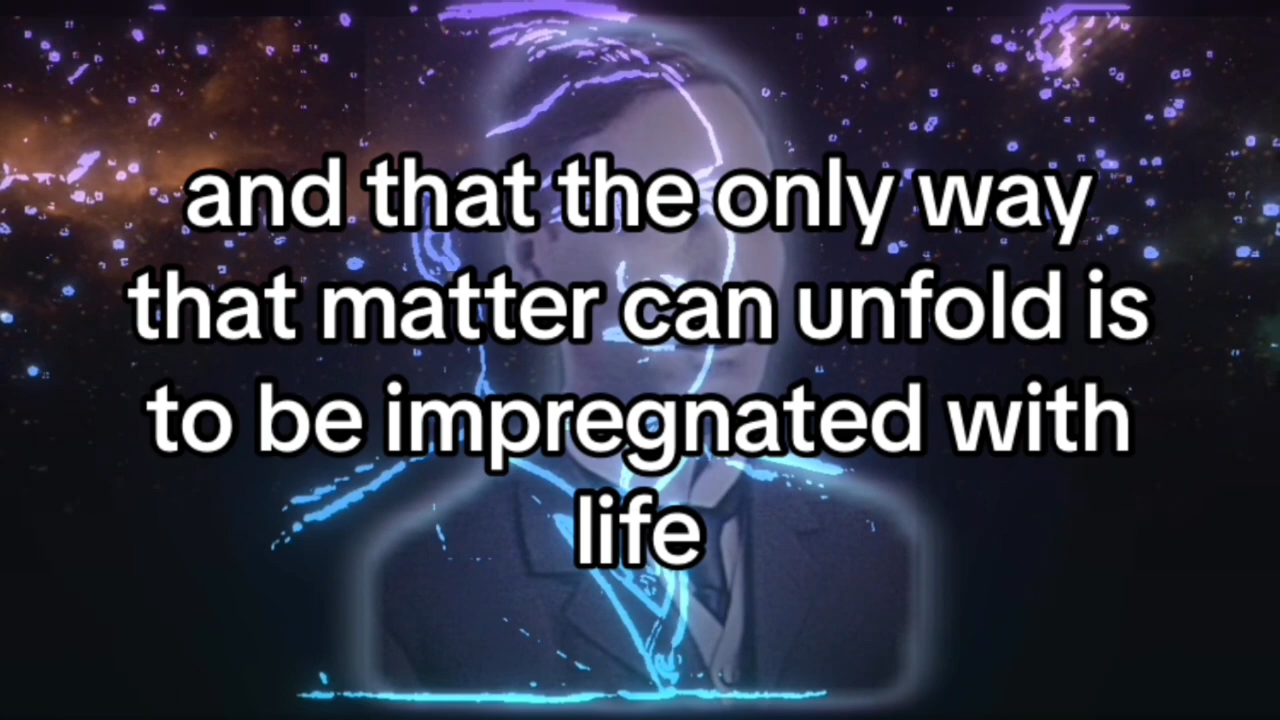 and that the only way
that matter can unfold is
to be impregnated with
life